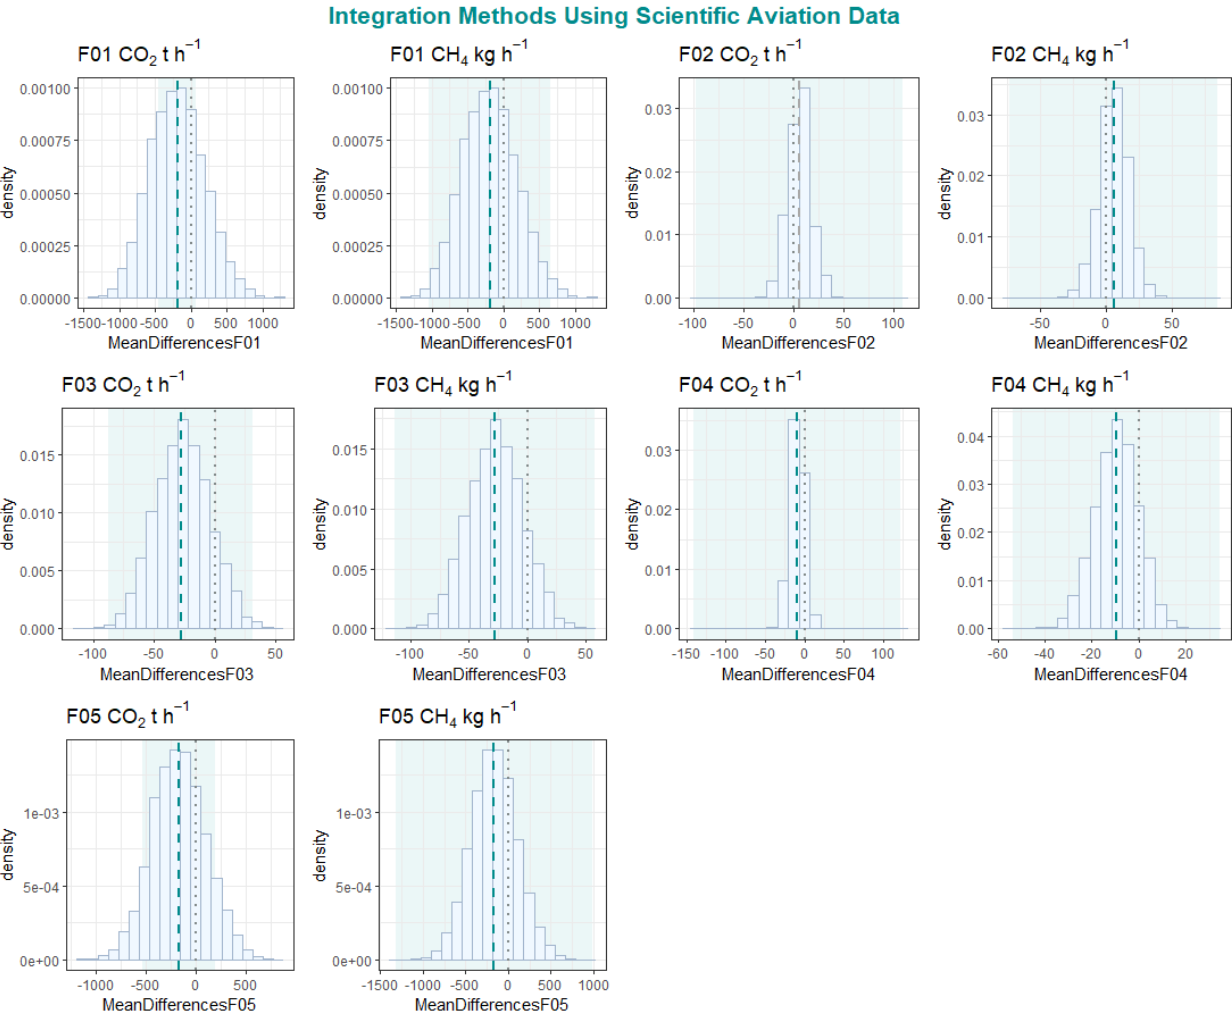 Integration Methods Using Scientific Aviation Data
F01 CO₂ t h⁻¹
F01 CH₄ kg h⁻¹
F02 CO₂ t h⁻¹
F02 CH₄ kg h⁻¹
density
0.00100
0.00075
0.00050
0.00025
0.00000
-1500 -1000 -500 0 500 1000
MeanDifferencesF01
density
0.00100
0.00075
0.00050
0.00025
0.00000
-1500 -1000 -500 0 500 1000
MeanDifferencesF01
density
0.03
0.02
0.01
0.00
-100 -50 0 50 100
MeanDifferencesF02
density
0.03
0.02
0.01
0.00
-50 0 50
MeanDifferencesF02
F03 CO₂ t h⁻¹
F03 CH₄ kg h⁻¹
F04 CO₂ t h⁻¹
F04 CH₄ kg h⁻¹
density
0.015
0.010
0.005
0.000
-100 -50 0 50
MeanDifferencesF03
density
0.015
0.010
0.005
0.000
-100 -50 0 50
MeanDifferencesF03
density
0.03
0.02
0.01
0.00
-150 -100 -50 0 50 100
MeanDifferencesF04
density
0.04
0.03
0.02
0.01
0.00
-60 -40 -20 0 20
MeanDifferencesF04
F05 CO₂ t h⁻¹
F05 CH₄ kg h⁻¹
density
1e-03
5e-04
0e+00
-1000 -500 0 500
MeanDifferencesF05
density
1e-03
5e-04
0e+00
-1500 -1000 -500 0 500 1000
MeanDifferencesF05